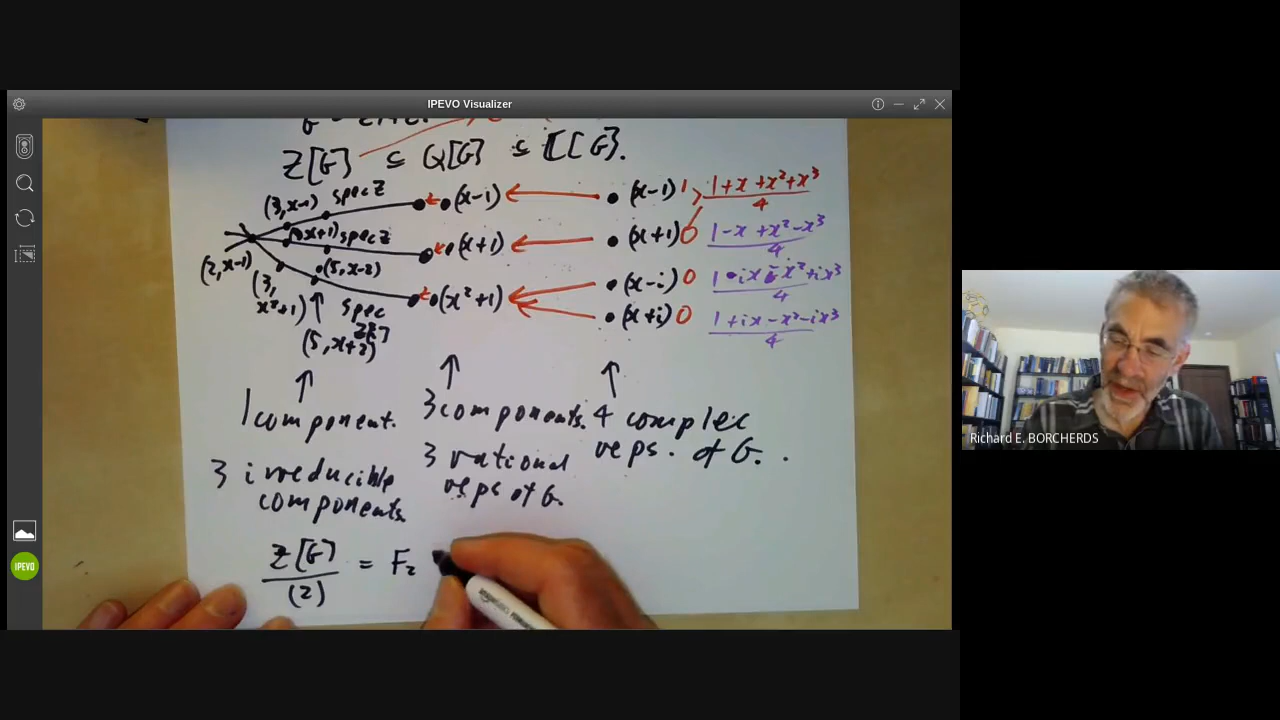 IPEVO Visualizer
Z[G] ⊆ Q[G] ⊆ C[G].
(3, x-1) spec Z (x-1) (x-1) 1 1+x+x²+x³ / 4
x+1) spec Z (x+1) (x+1) 0 1-x+x²-x³ / 4
(2, x-1) (5, x-2) (x-i) 0
(3, x²+1) (x²+1) (x+i) 0 1+ix-x²-ix³ / 4
spec
(5, x+2)
1 component. 3 components. 4 complex
reps. of G.
3 irreducible
components.
3 rational
reps of G.
Z[G] / (2) = F₂
Richard E. BORCHERDS
IPEVO